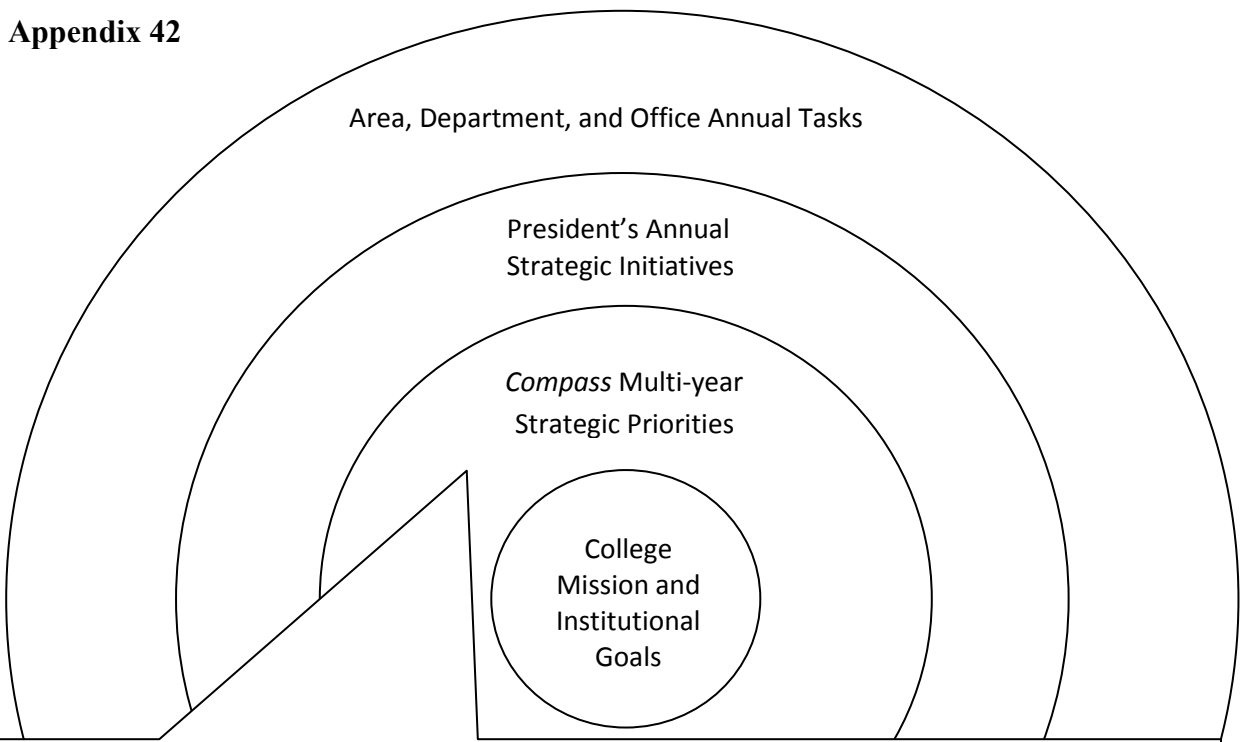 Appendix 42
Area, Department, and Office Annual Tasks
President’s Annual
Strategic Initiatives
Compass Multi-year
Strategic Priorities
College
Mission and
Institutional
Goals